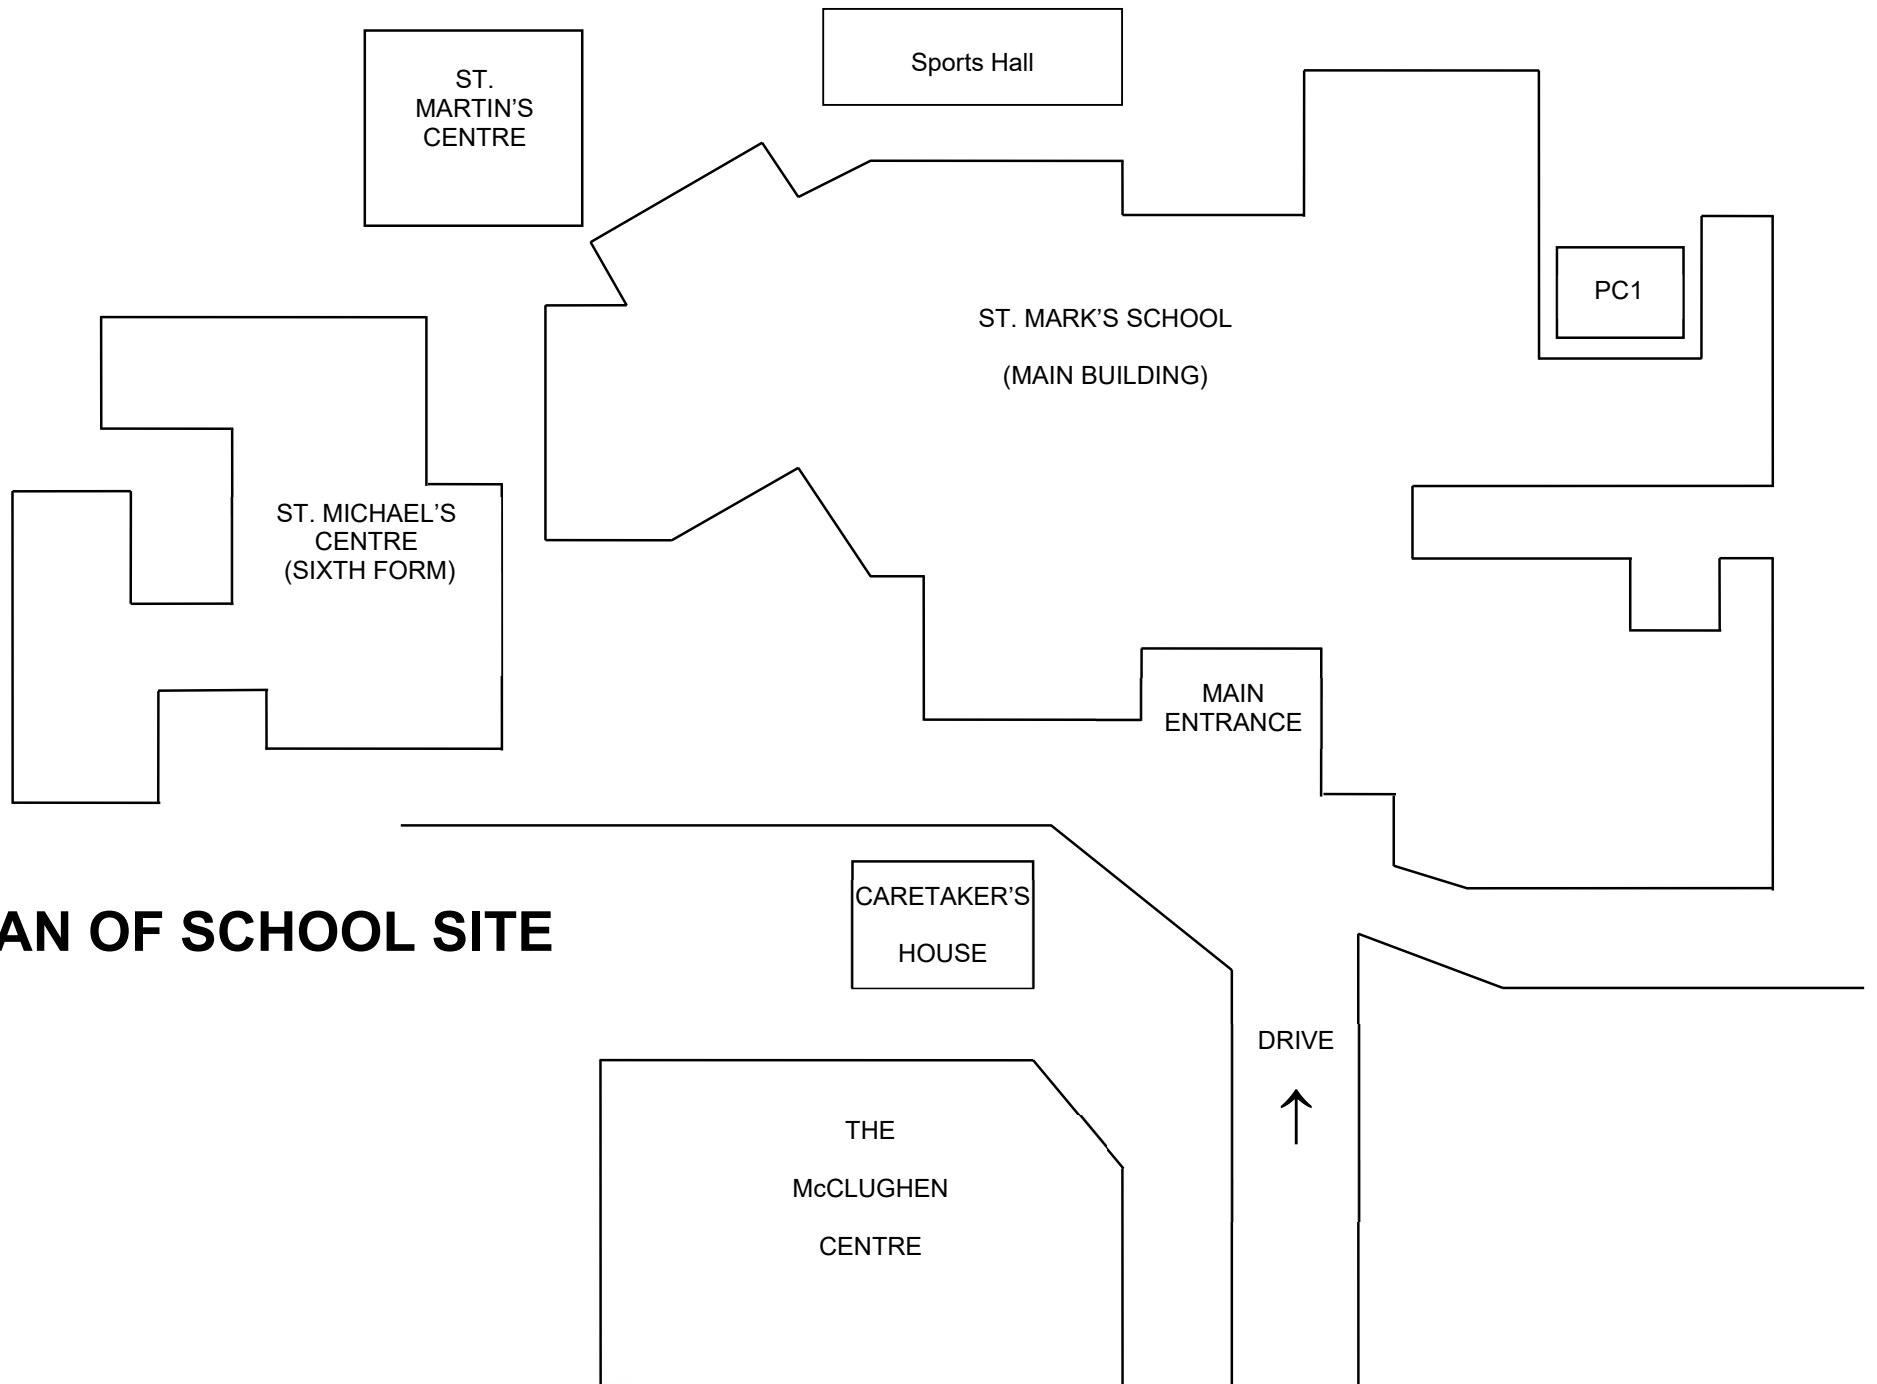 Sports Hall
ST.
MARTIN'S
CENTRE
PC1
ST. MARK'S SCHOOL
(MAIN BUILDING)
ST. MICHAEL'S
CENTRE
(SIXTH FORM)
MAIN
ENTRANCE
CARETAKER'S
HOUSE
AN OF SCHOOL SITE
DRIVE
THE
McCLUGHEN
CENTRE